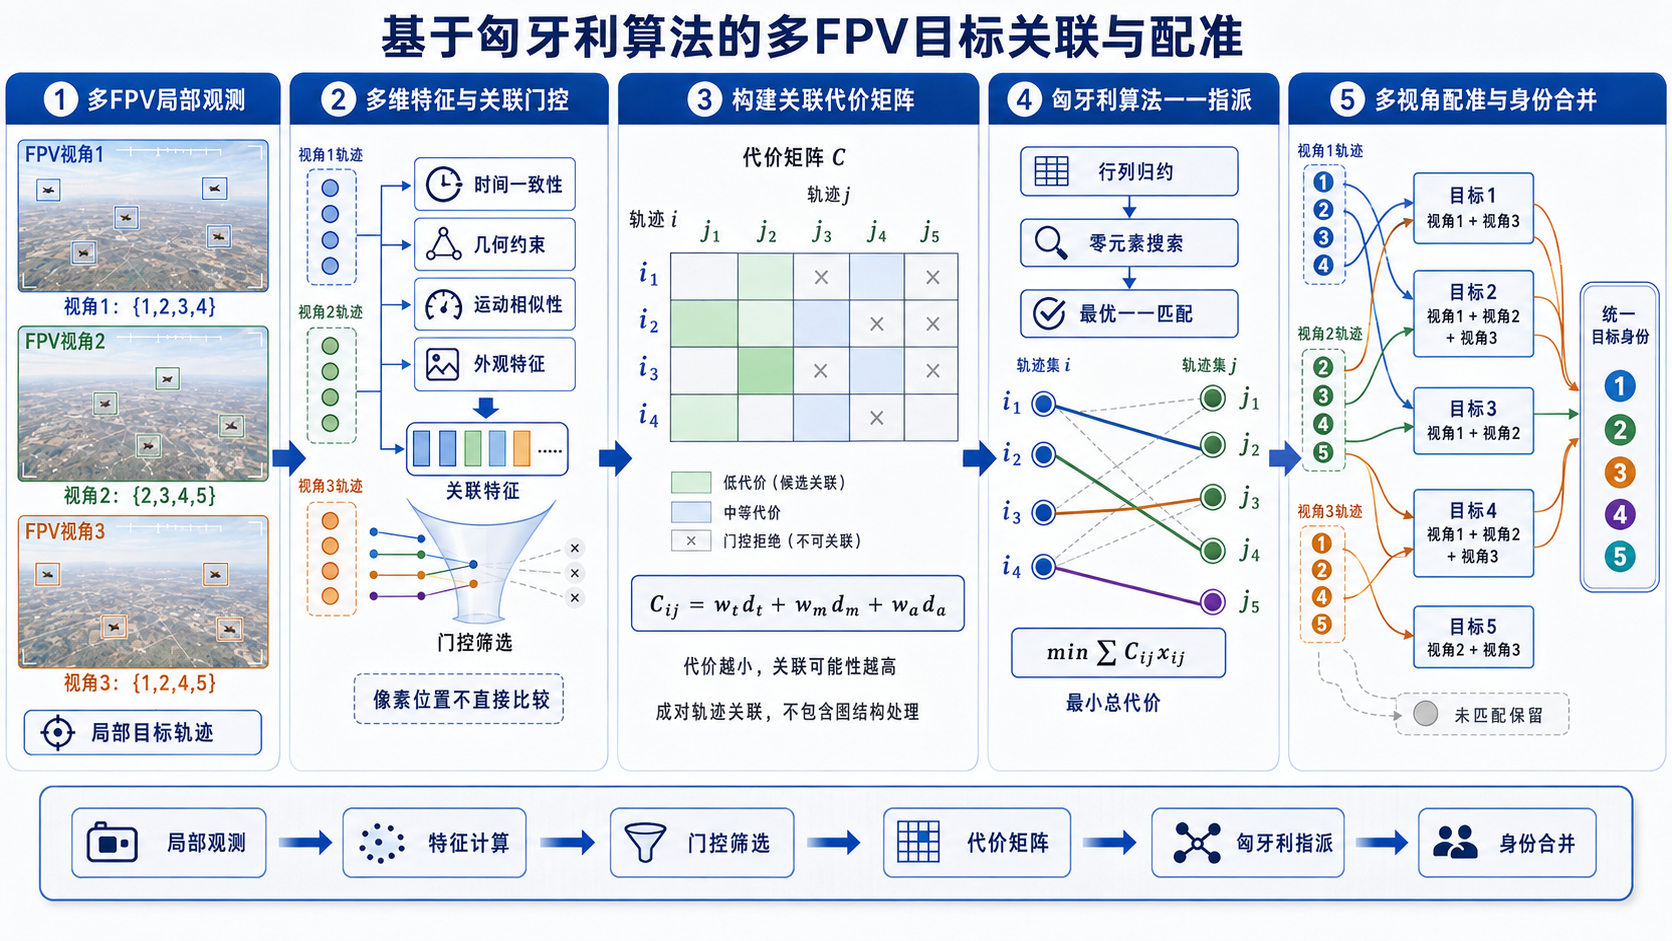 基于匈牙利算法的多FPV目标关联与配准
1 多FPV局部观测
FPV视角1
视角1: {1,2,3,4}
FPV视角2
视角2: {2,3,4,5}
FPV视角3
视角3: {1,2,4,5}
局部目标轨迹
2 多维特征与关联门控
视角1轨迹
视角2轨迹
视角3轨迹
时间一致性
几何约束
运动相似性
外观特征
......
关联特征
× × ×
门控筛选
像素位置不直接比较
3 构建关联代价矩阵
代价矩阵 C
轨迹 j
轨迹 i
j₁ j₂ j₃ j₄ j₅
i₁ × ×
i₂ × ×
i₃ × ×
i₄ ×
低代价 (候选关联)
中等代价
× 门控拒绝 (不可关联)
Cᵢⱼ = wₜdₜ + wₘdₘ + wₐdₐ
代价越小，关联可能性越高
成对轨迹关联，不包含图结构处理
4 匈牙利算法一一指派
行列归约
零元素搜索
最优一一匹配
轨迹集 i
轨迹集 j
i₁
i₂
i₃
i₄
j₁
j₂
j₃
j₄
j₅
min ∑ Cᵢⱼxᵢⱼ
最小总代价
5 多视角配准与身份合并
视角1轨迹
1
2
3
4
视角2轨迹
2
3
4
5
视角3轨迹
1
2
4
5
目标1
视角1 + 视角3
目标2
视角1 + 视角2
+ 视角3
目标3
视角1 + 视角2
目标4
视角1 + 视角2
+ 视角3
目标5
视角2 + 视角3
未匹配保留
统一
目标身份
1
2
3
4
5
局部观测
特征计算
门控筛选
代价矩阵
匈牙利指派
身份合并